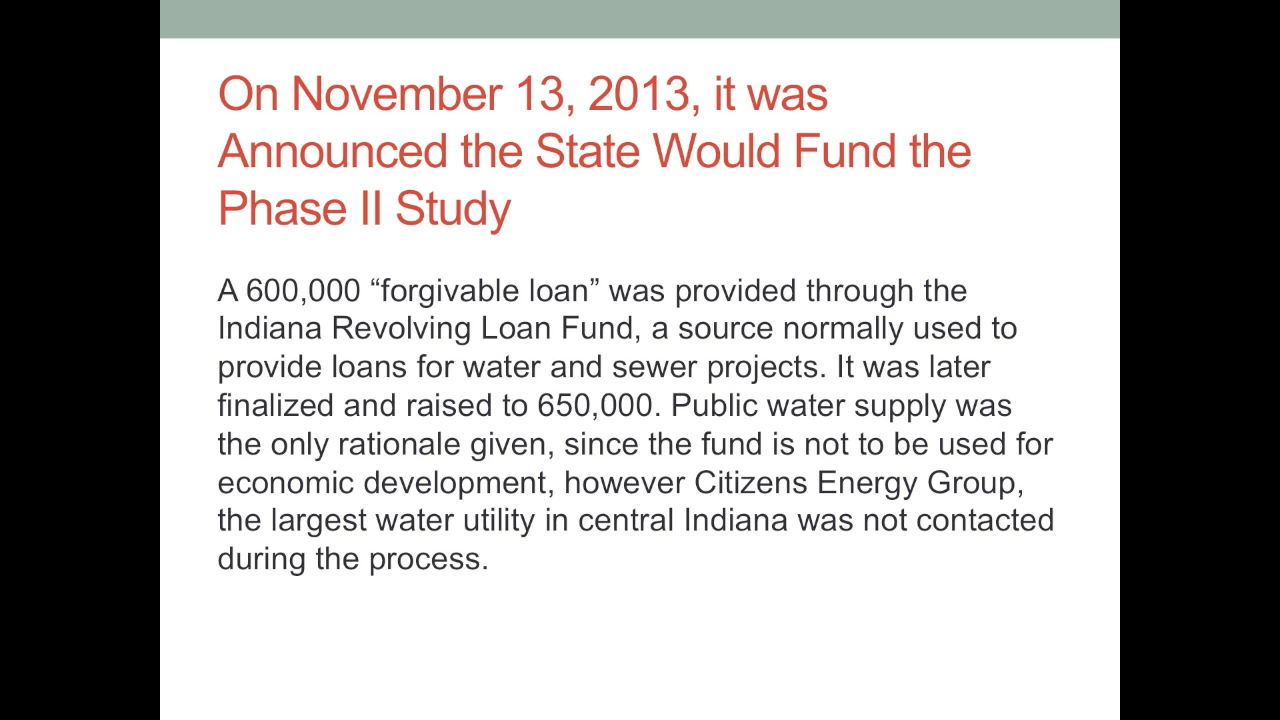 On November 13, 2013, it was
Announced the State Would Fund the
Phase II Study
A 600,000 “forgivable loan” was provided through the
Indiana Revolving Loan Fund, a source normally used to
provide loans for water and sewer projects. It was later
finalized and raised to 650,000. Public water supply was
the only rationale given, since the fund is not to be used for
economic development, however Citizens Energy Group,
the largest water utility in central Indiana was not contacted
during the process.